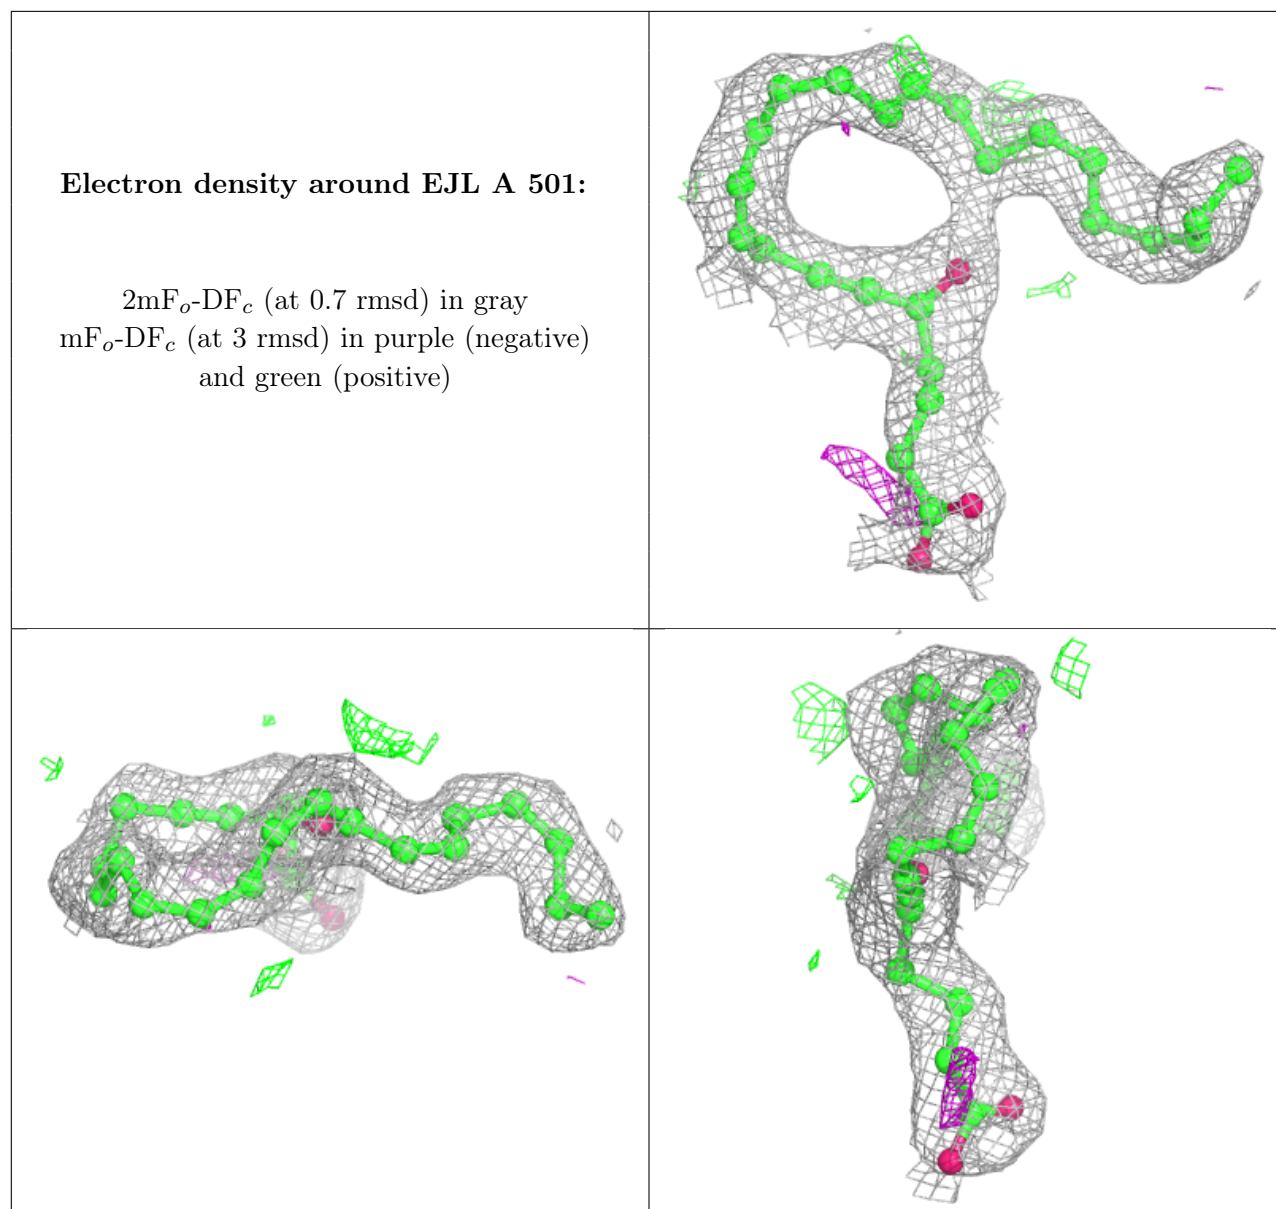 Electron density around EJL A 501:
2mFₒ-DF𝒸 (at 0.7 rmsd) in gray
mFₒ-DF𝒸 (at 3 rmsd) in purple (negative)
and green (positive)